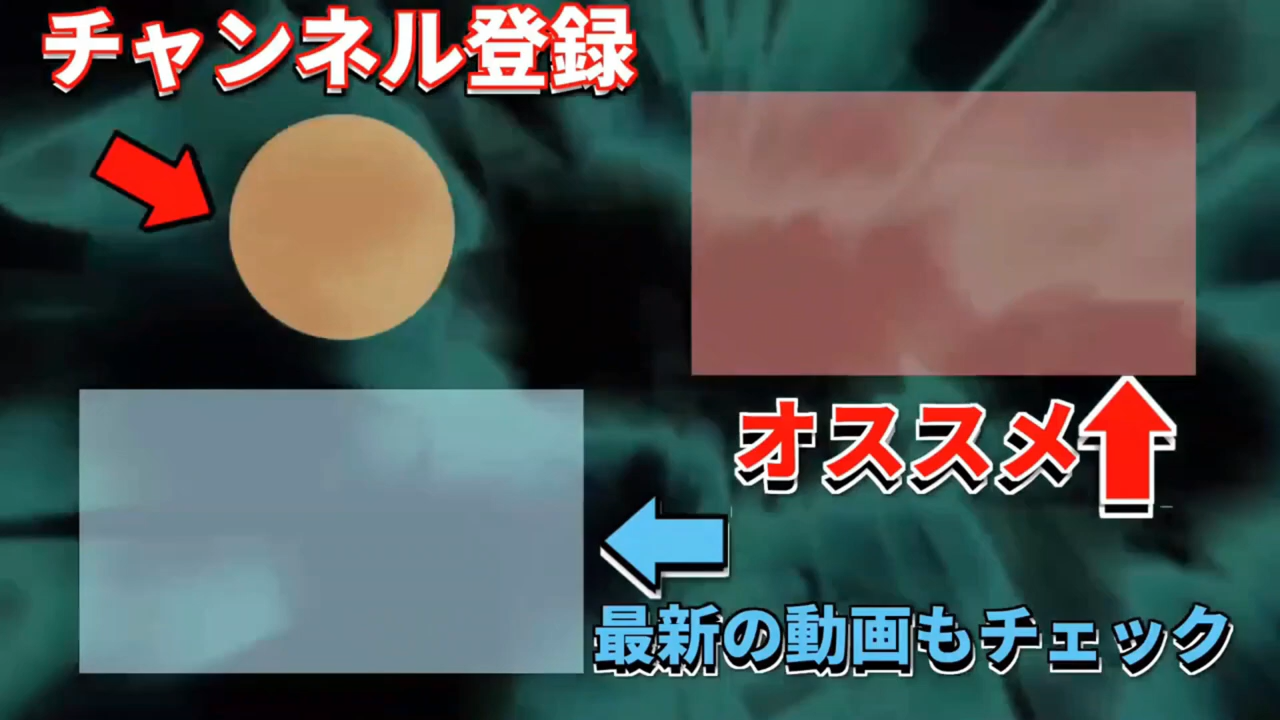 チャンネル登録
オススメ
最新の動画もチェック